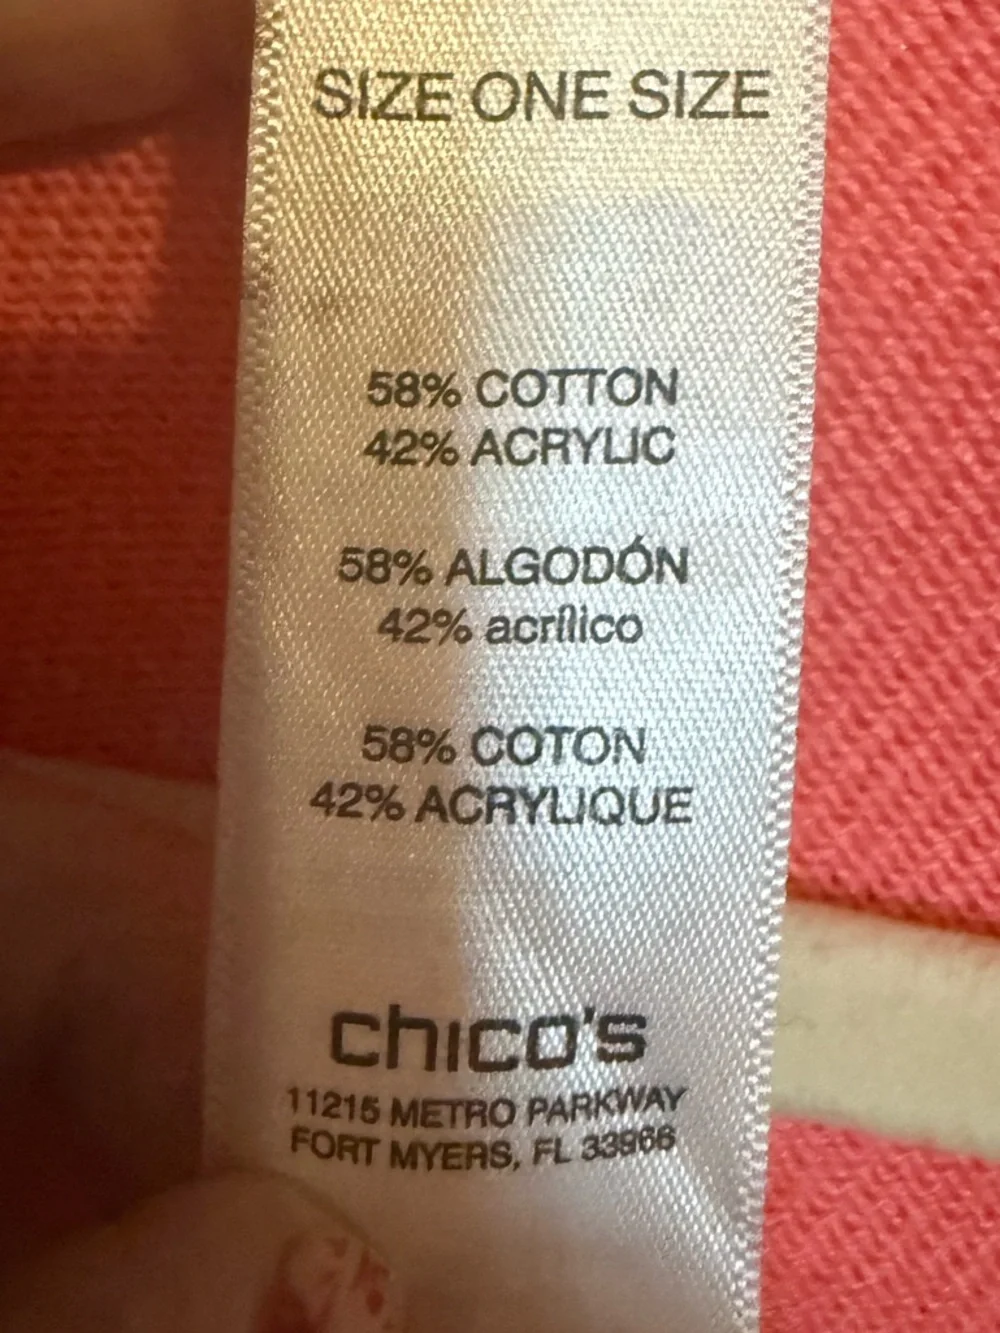 SIZE ONE SIZE
58% COTTON
42% ACRYLIC
58% ALGODÓN
42% acrílico
58% COTON
42% ACRYLIQUE
chico's
11215 METRO PARKWAY
FORT MYERS, FL 33966